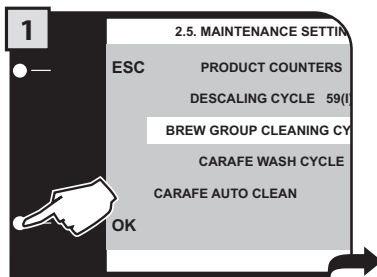 1
2.5. MAINTENANCE SETTIN
ESC PRODUCT COUNTERS
DESCALING CYCLE 59(l)
BREW GROUP CLEANING CY
CARAFE WASH CYCLE
CARAFE AUTO CLEAN
OK